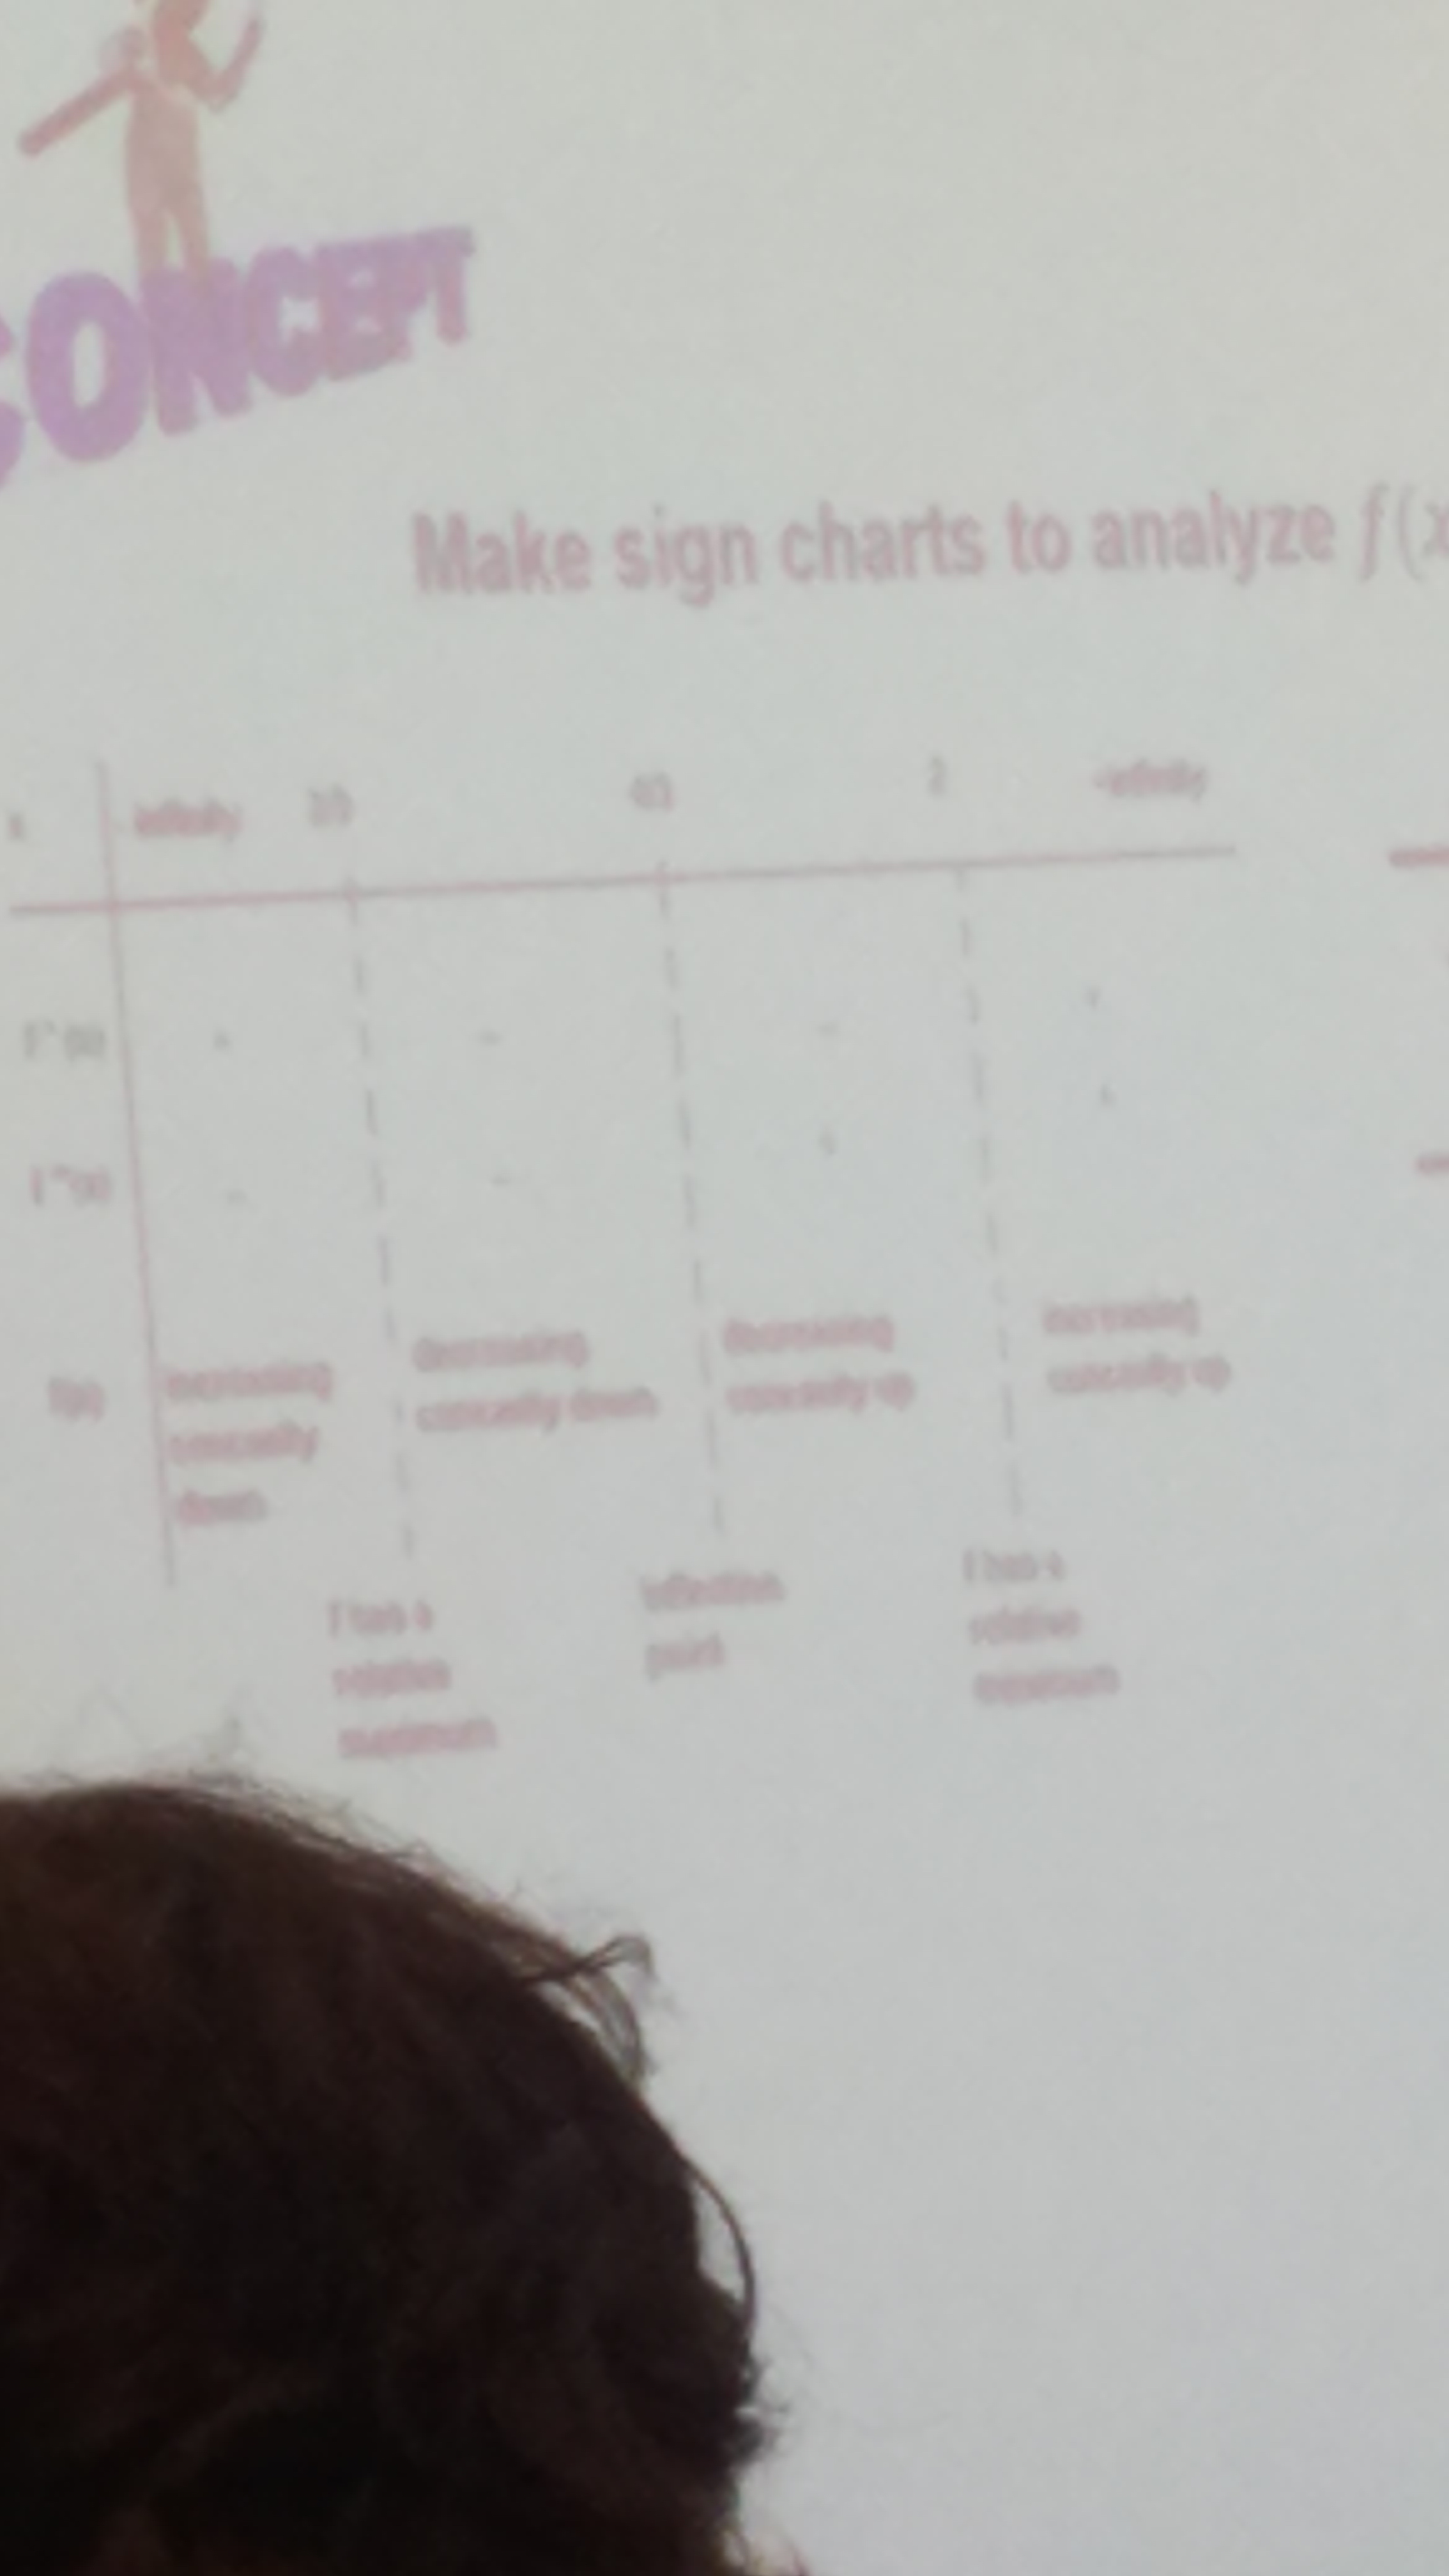 CONCEPT
Make sign charts to analyze f(x
x infinity 2/3 4/3 2 -infinity
f'(x) + - - +
f''(x) - - + +
f(x) increasing concavity down
decreasing concavity down
decreasing concavity up
increasing concavity up
f has a relative maximum
inflection point
f has a relative minimum